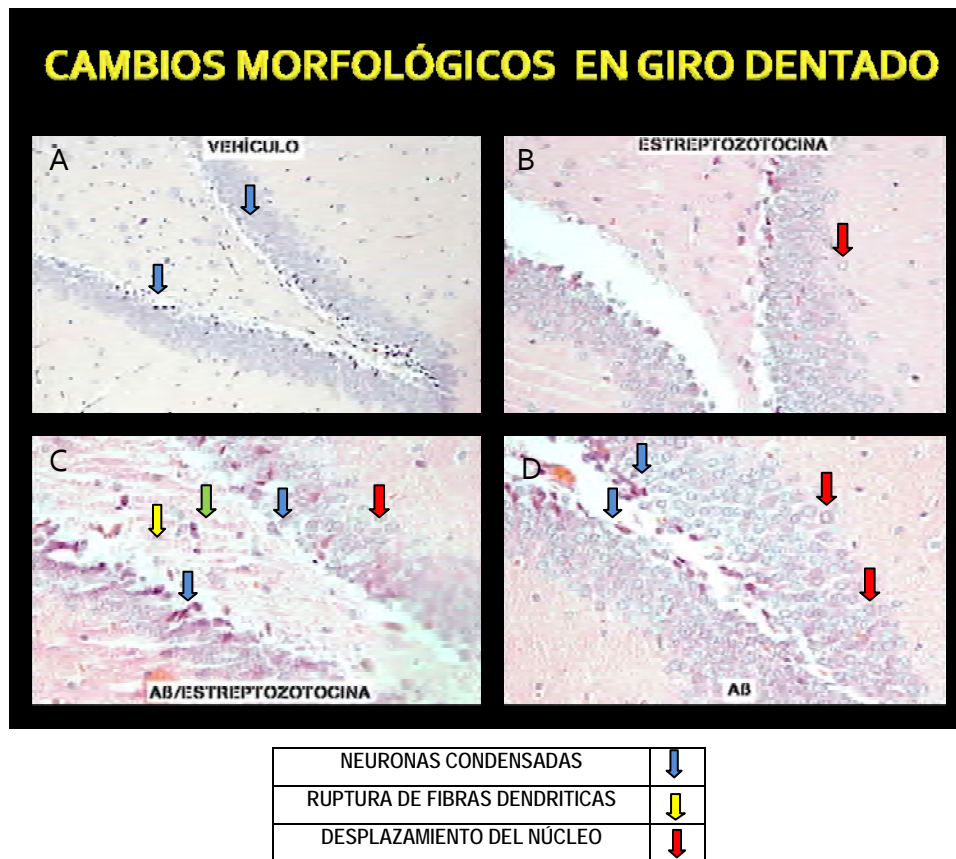 CAMBIOS MORFOLÓGICOS EN GIRO DENTADO
A
VEHÍCULO
B
ESTREPTOZOTOCINA
C
AB/ESTREPTOZOTOCINA
D
AB
NEURONAS CONDENSADAS
RUPTURA DE FIBRAS DENDRITICAS
DESPLAZAMIENTO DEL NÚCLEO